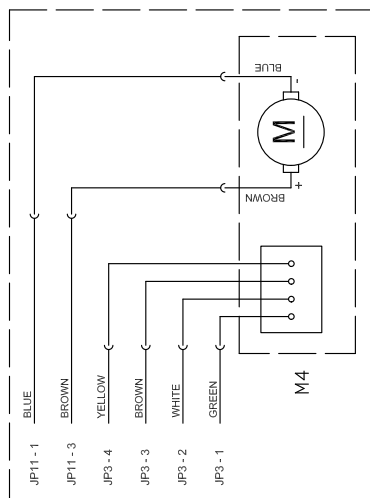 BLUE
-
M
+
BROWN
M4
BLUE
BROWN
YELLOW
BROWN
WHITE
GREEN
JP11 - 1
JP11 - 3
JP3 - 4
JP3 - 3
JP3 - 2
JP3 - 1